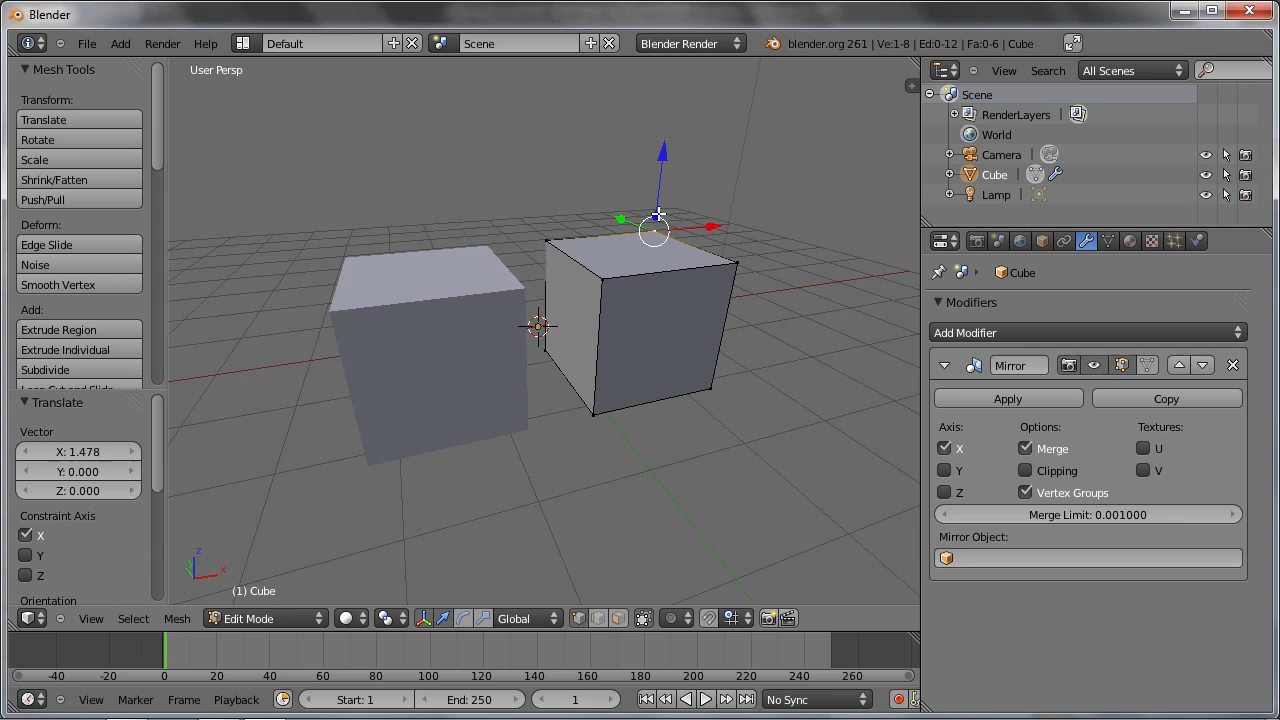 Blender
File Add Render Help Default Scene Blender Render blender.org 261 | Ve:1-8 | Ed:0-12 | Fa:0-6 | Cube
Mesh Tools
Transform:
Translate
Rotate
Scale
Shrink/Fatten
Push/Pull
Deform:
Edge Slide
Noise
Smooth Vertex
Add:
Extrude Region
Extrude Individual
Subdivide
Loop Cut and Slide
Translate
Vector
X: 1.478
Y: 0.000
Z: 0.000
Constraint Axis
X
Y
Z
Orientation
User Persp
z
x
(1) Cube
View Select Mesh Edit Mode Global
-40 -20 0 20 40 60 80 100 120 140 160 180 200 220 240 260
View Marker Frame Playback Start: 1 End: 250 1 No Sync
View Search All Scenes
Scene
RenderLayers |
World
Camera |
Cube |
Lamp |
Cube
Modifiers
Add Modifier
Mirror
Apply Copy
Axis: Options: Textures:
X Merge U
Y Clipping V
Z Vertex Groups
Merge Limit: 0.001000
Mirror Object: